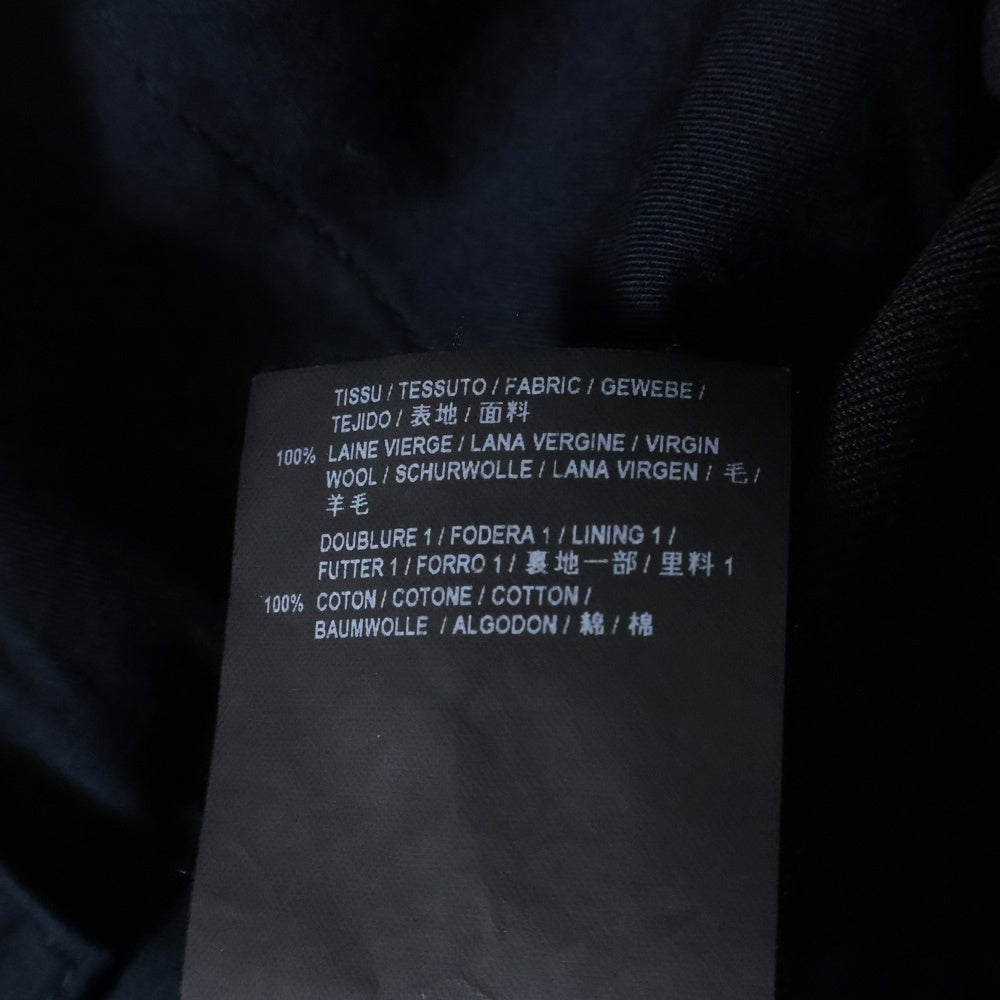 TISSU / TESSUTO / FABRIC / GEWEBE /
TEJIDO / 表地 / 面料
100% LAINE VIERGE / LANA VERGINE / VIRGIN
WOOL / SCHURWOLLE / LANA VIRGEN / 毛 /
羊毛
DOUBLURE 1 / FODERA 1 / LINING 1 /
FUTTER 1 / FORRO 1 / 裏地一部 / 里料 1
100% COTON / COTONE / COTTON /
BAUMWOLLE / ALGODON / 綿 / 棉